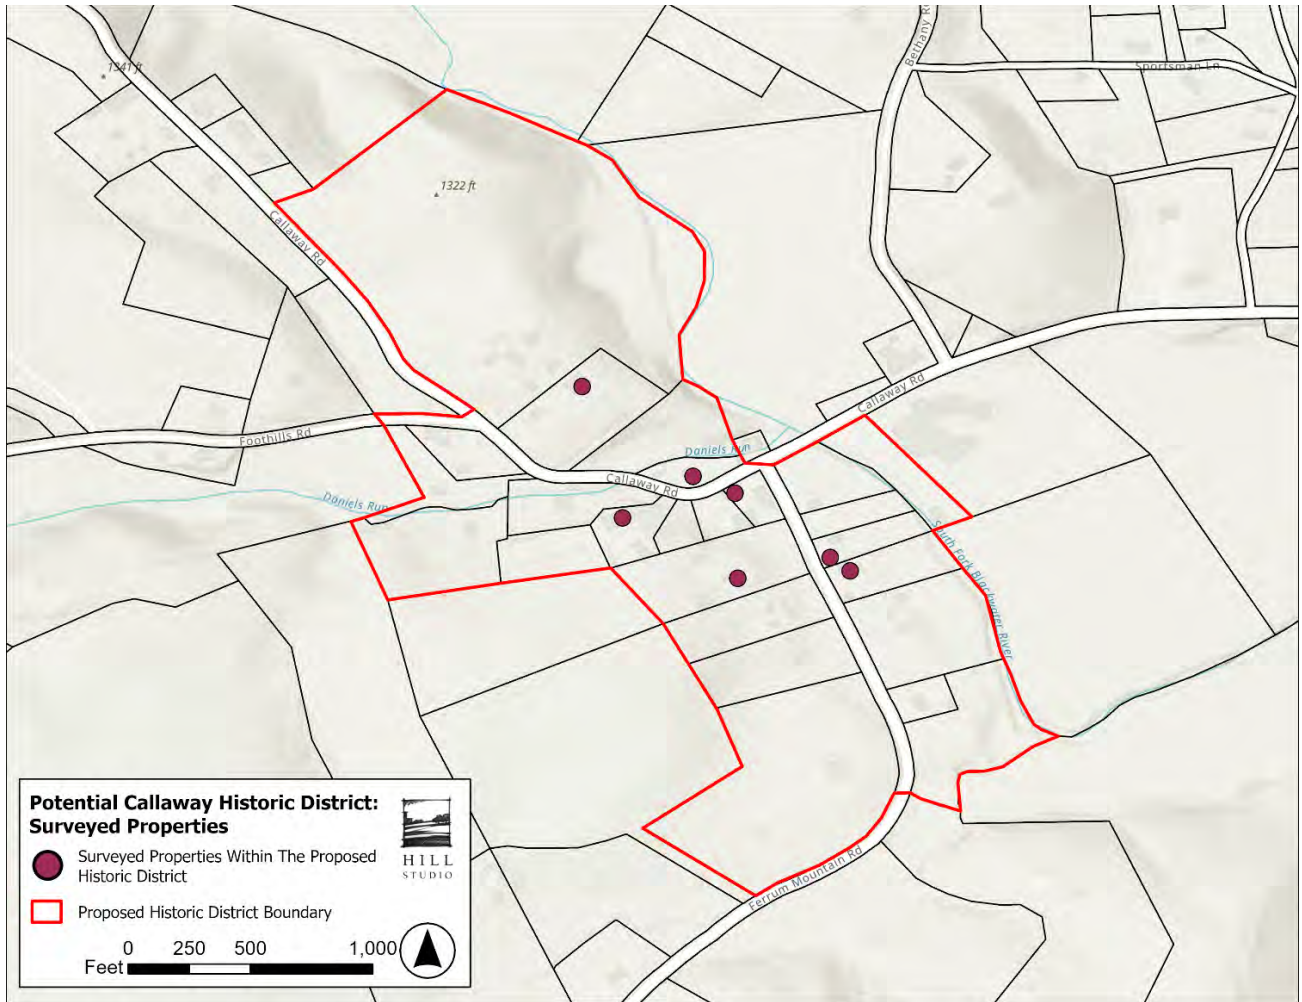 Bethany Rd
Sportsman Ln
1341 ft
1322 ft
Callaway Rd
Callaway Rd
Foothills Rd
Daniels Run
Callaway Rd
Daniels Run
South Fork Blackwater River
Ferrum Mountain Rd
Potential Callaway Historic District:
Surveyed Properties
Surveyed Properties Within The Proposed
Historic District
HILL
STUDIO
Proposed Historic District Boundary
0 250 500 1,000
Feet